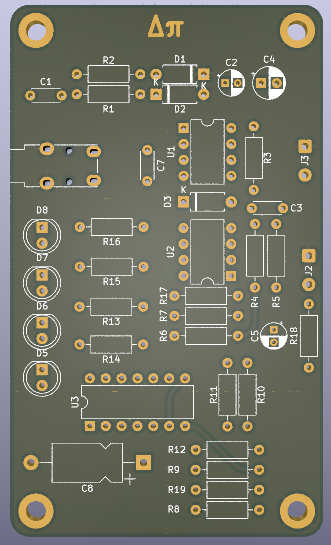 Δπ
R2
D1
C2
C4
K
K
C1
R1
D2
U1
J3
R3
C7
K
D3
C3
D8
R16
U2
D7
J2
R15
R17
R4
R5
D6
R13
R7
C5
R18
R6
D5
R14
R11
R10
U3
R12
R9
C8
+
R19
R8